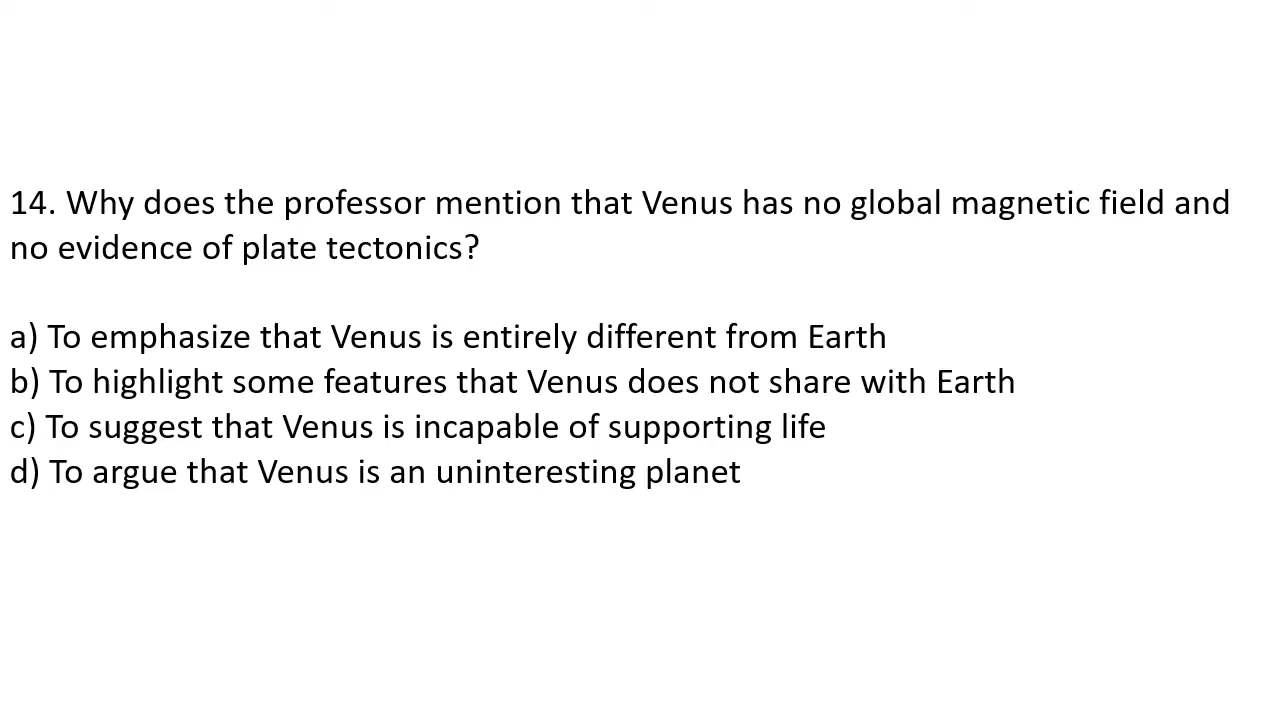 14. Why does the professor mention that Venus has no global magnetic field and
no evidence of plate tectonics?
a) To emphasize that Venus is entirely different from Earth
b) To highlight some features that Venus does not share with Earth
c) To suggest that Venus is incapable of supporting life
d) To argue that Venus is an uninteresting planet